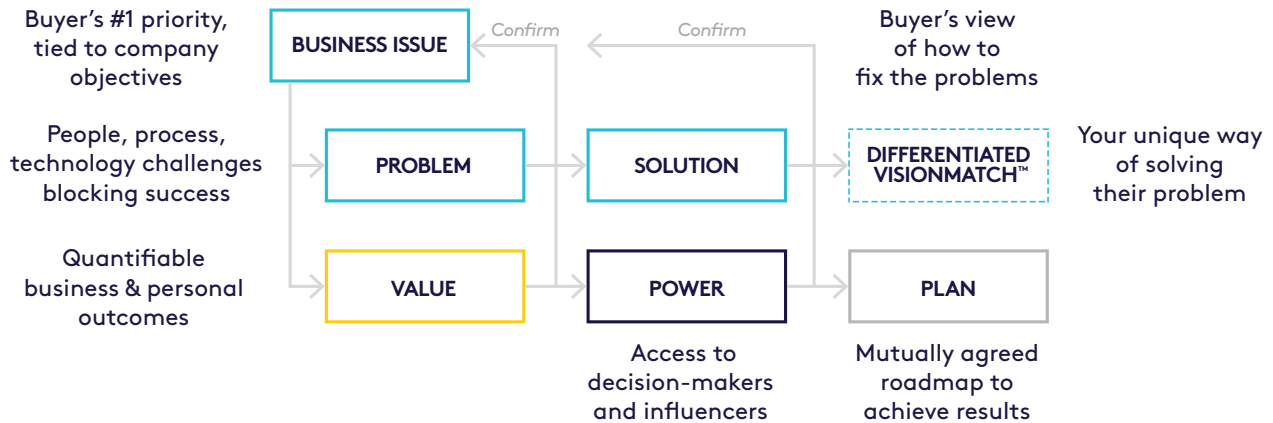 Buyer’s #1 priority,
tied to company
objectives
BUSINESS ISSUE
Confirm
Confirm
Buyer’s view
of how to
fix the problems
People, process,
technology challenges
blocking success
PROBLEM
SOLUTION
DIFFERENTIATED
VISIONMATCH™
Your unique way
of solving
their problem
Quantifiable
business & personal
outcomes
VALUE
POWER
PLAN
Access to
decision-makers
and influencers
Mutually agreed
roadmap to
achieve results